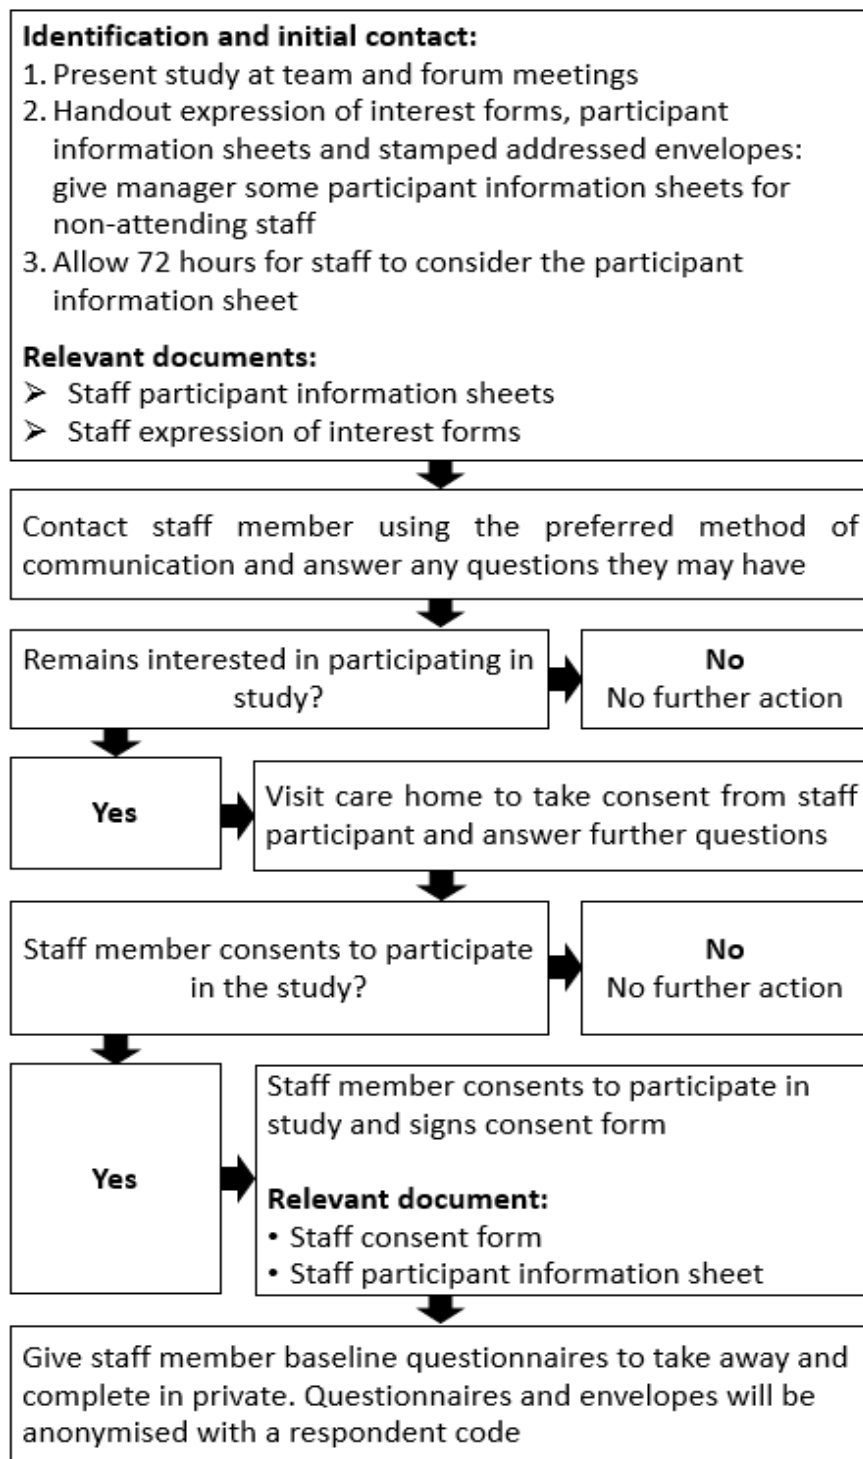 Identification and initial contact:
1. Present study at team and forum meetings
2. Handout expression of interest forms, participant
information sheets and stamped addressed envelopes:
give manager some participant information sheets for
non-attending staff
3. Allow 72 hours for staff to consider the participant
information sheet
Relevant documents:
➢ Staff participant information sheets
➢ Staff expression of interest forms
Contact staff member using the preferred method of
communication and answer any questions they may have
Remains interested in participating in
study?
No
No further action
Yes
Visit care home to take consent from staff
participant and answer further questions
Staff member consents to participate
in the study?
No
No further action
Yes
Staff member consents to participate in
study and signs consent form
Relevant document:
• Staff consent form
• Staff participant information sheet
Give staff member baseline questionnaires to take away and
complete in private. Questionnaires and envelopes will be
anonymised with a respondent code